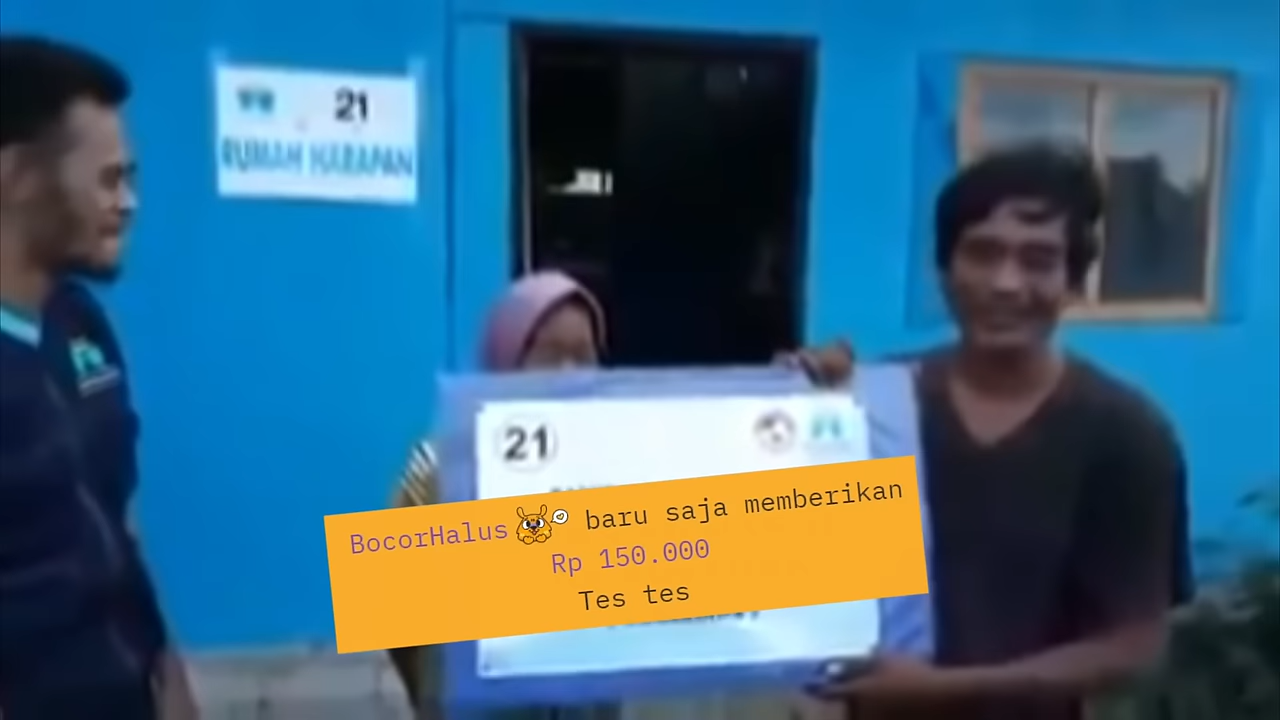 21
RUMAH HARAPAN
21
BocorHalus baru saja memberikan
Rp 150.000
Tes tes